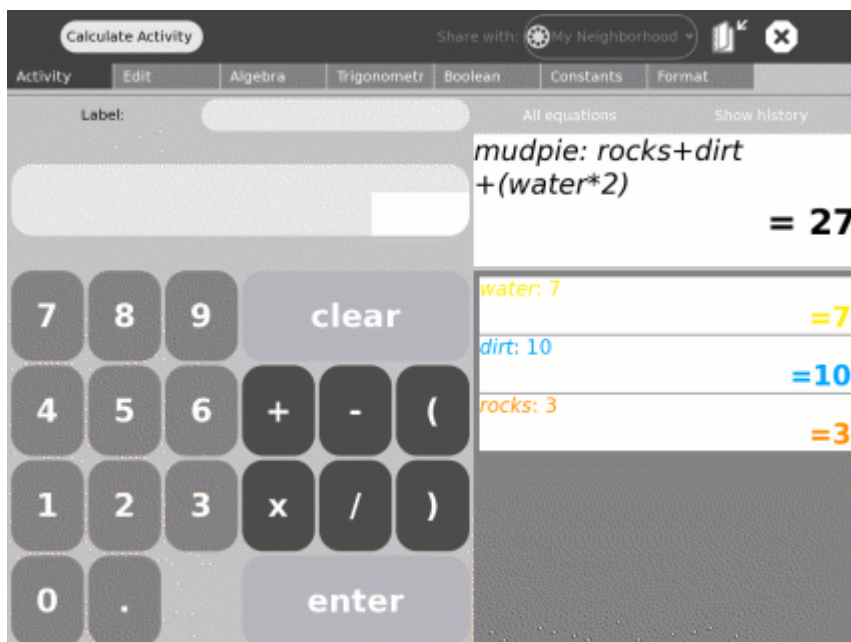 Calculate Activity
Share with: My Neighborhood
Activity Edit Algebra Trigonometr Boolean Constants Format
Label:
All equations Show history
mudpie: rocks+dirt
+(water*2)
= 27
water: 7
=7
dirt: 10
=10
rocks: 3
=3
7 8 9 clear
4 5 6 + - (
1 2 3 x / )
0 . enter